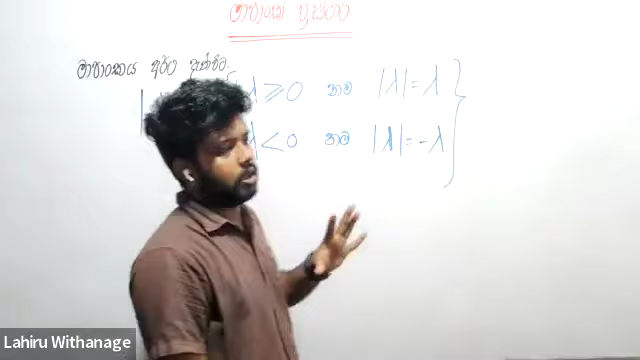 මාපාංක ප්‍රස්තාර
මාපාංකය අර්ථ දැක්වීම:
λ ≥ 0 නම් |λ| = λ
λ < 0 නම් |λ| = -λ
Lahiru Withanage